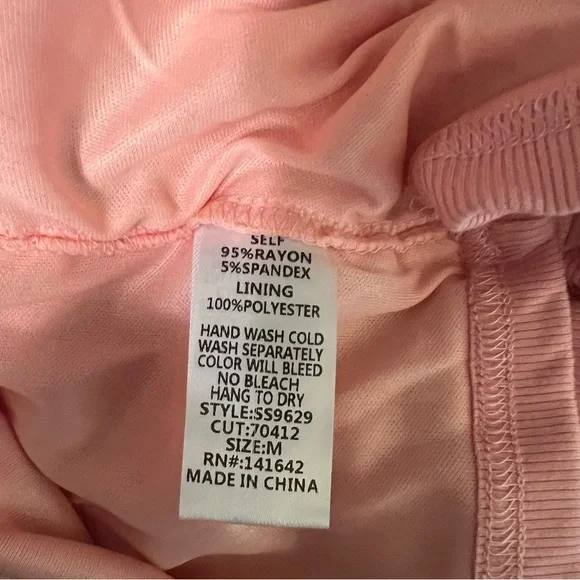 SELF
95%RAYON
5%SPANDEX
LINING
100%POLYESTER
HAND WASH COLD
WASH SEPARATELY
COLOR WILL BLEED
NO BLEACH
HANG TO DRY
STYLE:SS9629
CUT:70412
SIZE:M
RN#:141642
MADE IN CHINA